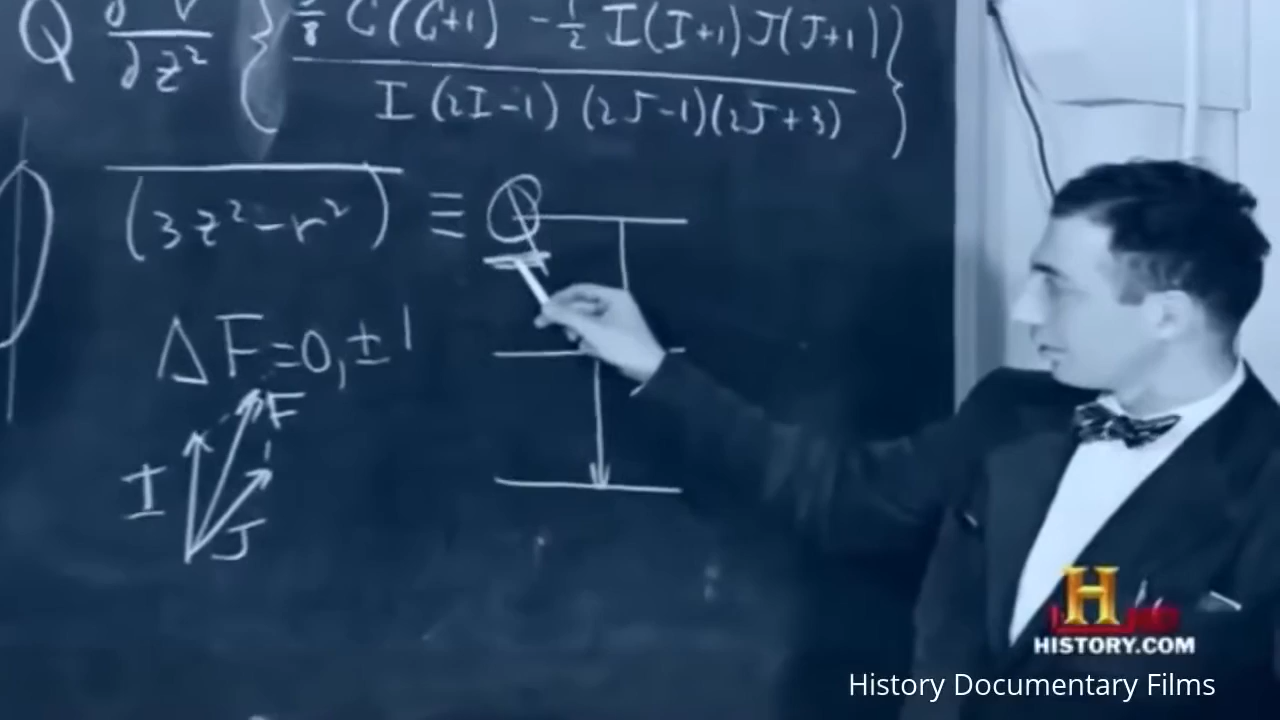 Q ∂²V/∂z² { 3/8 C(C+1) - 1/2 I(I+1)J(J+1) / I(2I-1)(2J-1)(2J+3) }
(3z²-r²) ≡ Q
ΔF=0,±1
F
I
J
H
HISTORY.COM
History Documentary Films